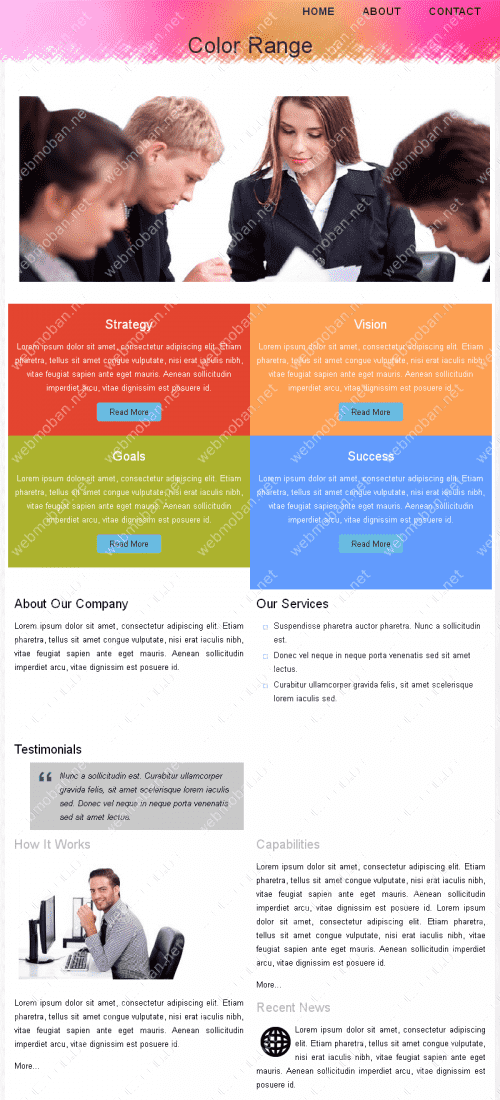 HOME ABOUT CONTACT
Color Range
Strategy
Lorem ipsum dolor sit amet, consectetur adipiscing elit. Etiam
pharetra, tellus sit amet congue vulputate, nisi erat iaculis nibh,
vitae feugiat sapien ante eget mauris. Aenean sollicitudin
imperdiet arcu, vitae dignissim est posuere id.
Read More
Vision
Lorem ipsum dolor sit amet, consectetur adipiscing elit. Etiam
pharetra, tellus sit amet congue vulputate, nisi erat iaculis nibh,
vitae feugiat sapien ante eget mauris. Aenean sollicitudin
imperdiet arcu, vitae dignissim est posuere id.
Read More
Goals
Lorem ipsum dolor sit amet, consectetur adipiscing elit. Etiam
pharetra, tellus sit amet congue vulputate, nisi erat iaculis nibh,
vitae feugiat sapien ante eget mauris. Aenean sollicitudin
imperdiet arcu, vitae dignissim est posuere id.
Read More
Success
Lorem ipsum dolor sit amet, consectetur adipiscing elit. Etiam
pharetra, tellus sit amet congue vulputate, nisi erat iaculis nibh,
vitae feugiat sapien ante eget mauris. Aenean sollicitudin
imperdiet arcu, vitae dignissim est posuere id.
Read More
About Our Company
Lorem ipsum dolor sit amet, consectetur adipiscing elit. Etiam
pharetra, tellus sit amet congue vulputate, nisi erat iaculis nibh,
vitae feugiat sapien ante eget mauris. Aenean sollicitudin
imperdiet arcu, vitae dignissim est posuere id.
Our Services
Suspendisse pharetra auctor pharetra. Nunc a sollicitudin
est.
Donec vel neque in neque porta venenatis sed sit amet
lectus.
Curabitur ullamcorper gravida felis, sit amet scelerisque
lorem iaculis sed.
Testimonials
“ Nunc a sollicitudin est. Curabitur ullamcorper
gravida felis, sit amet scelerisque lorem iaculis
sed. Donec vel neque in neque porta venenatis
sed sit amet lectus.
How It Works
Lorem ipsum dolor sit amet, consectetur adipiscing elit. Etiam
pharetra, tellus sit amet congue vulputate, nisi erat iaculis nibh,
vitae feugiat sapien ante eget mauris. Aenean sollicitudin
imperdiet arcu, vitae dignissim est posuere id.
More...
Capabilities
Lorem ipsum dolor sit amet, consectetur adipiscing elit. Etiam
pharetra, tellus sit amet congue vulputate, nisi erat iaculis nibh,
vitae feugiat sapien ante eget mauris. Aenean sollicitudin
imperdiet arcu, vitae dignissim est posuere id. Lorem ipsum
dolor sit amet, consectetur adipiscing elit. Etiam pharetra,
tellus sit amet congue vulputate, nisi erat iaculis nibh, vitae
feugiat sapien ante eget mauris. Aenean sollicitudin imperdiet
arcu, vitae dignissim est posuere id.
More...
Recent News
Lorem ipsum dolor sit amet, consectetur adipiscing
elit. Etiam pharetra, tellus sit amet congue vulputate,
nisi erat iaculis nibh, vitae feugiat sapien ante eget
mauris. Aenean sollicitudin imperdiet arcu, vitae dignissim est
posuere id.
webmoban.net